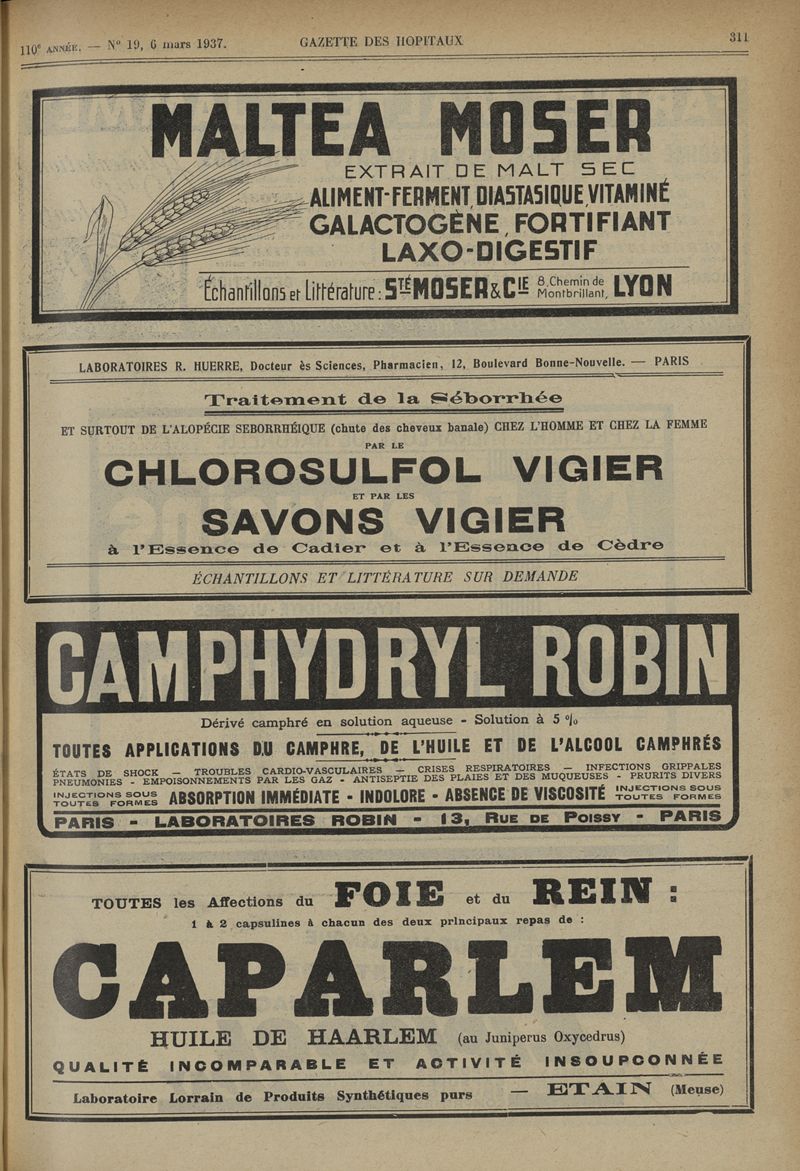 110e ANNÉE. — No 19, 6 mars 1937.
GAZETTE DES HOPITAUX
311
MALTEA MOSER
EXTRAIT DE MALT SEC
ALIMENT-FERMENT, DIASTASIQUE, VITAMINÉ
GALACTOGÈNE, FORTIFIANT
LAXO-DIGESTIF
Échantillons et Littérature : STÉ MOSER & CIE 8, Chemin de Montbrillant, LYON
LABORATOIRES R. HUERRE, Docteur ès Sciences, Pharmacien, 12, Boulevard Bonne-Nouvelle. — PARIS
Traitement de la Séborrhée
ET SURTOUT DE L'ALOPÉCIE SEBORRHÉIQUE (chute des cheveux banale) CHEZ L'HOMME ET CHEZ LA FEMME
PAR LE
CHLOROSULFOL VIGIER
ET PAR LES
SAVONS VIGIER
à l'Essence de Cadier et à l'Essence de Cèdre
ÉCHANTILLONS ET LITTÉRATURE SUR DEMANDE
CAMPHYDRYL ROBIN
Dérivé camphré en solution aqueuse - Solution à 5 %
TOUTES APPLICATIONS DU CAMPHRE, DE L'HUILE ET DE L'ALCOOL CAMPHRÉS
ÉTATS DE SHOCK — TROUBLES CARDIO-VASCULAIRES — CRISES RESPIRATOIRES — INFECTIONS GRIPPALES
PNEUMONIES - EMPOISONNEMENTS PAR LES GAZ - ANTISEPTIE DES PLAIES ET DES MUQUEUSES - PRURITS DIVERS
INJECTIONS SOUS TOUTES FORMES ABSORPTION IMMÉDIATE - INDOLORE - ABSENCE DE VISCOSITÉ INJECTIONS SOUS TOUTES FORMES
PARIS - LABORATOIRES ROBIN - 13, RUE DE POISSY - PARIS
TOUTES les Affections du FOIE et du REIN :
1 à 2 capsulines à chacun des deux principaux repas de :
CAPARLEM
HUILE DE HAARLEM (au Juniperus Oxycedrus)
QUALITÉ INCOMPARABLE ET ACTIVITÉ INSOUPCONNÉE
Laboratoire Lorrain de Produits Synthétiques purs — ETAIN (Meuse)